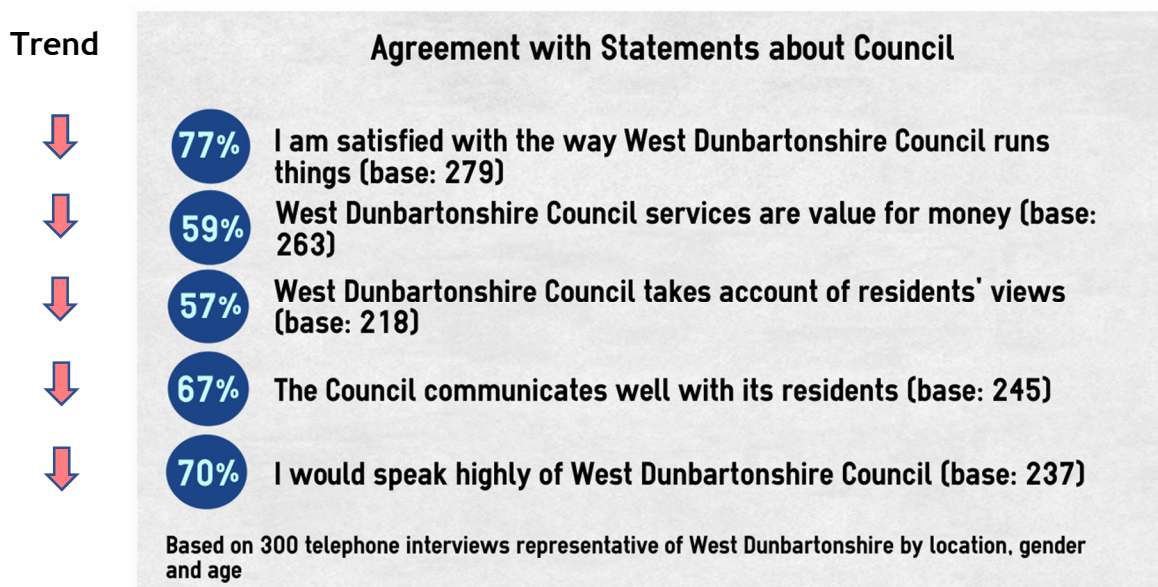 Trend
Agreement with Statements about Council
77%
I am satisfied with the way West Dunbartonshire Council runs
things (base: 279)
59%
West Dunbartonshire Council services are value for money (base:
263)
57%
West Dunbartonshire Council takes account of residents' views
(base: 218)
67%
The Council communicates well with its residents (base: 245)
70%
I would speak highly of West Dunbartonshire Council (base: 237)
Based on 300 telephone interviews representative of West Dunbartonshire by location, gender
and age